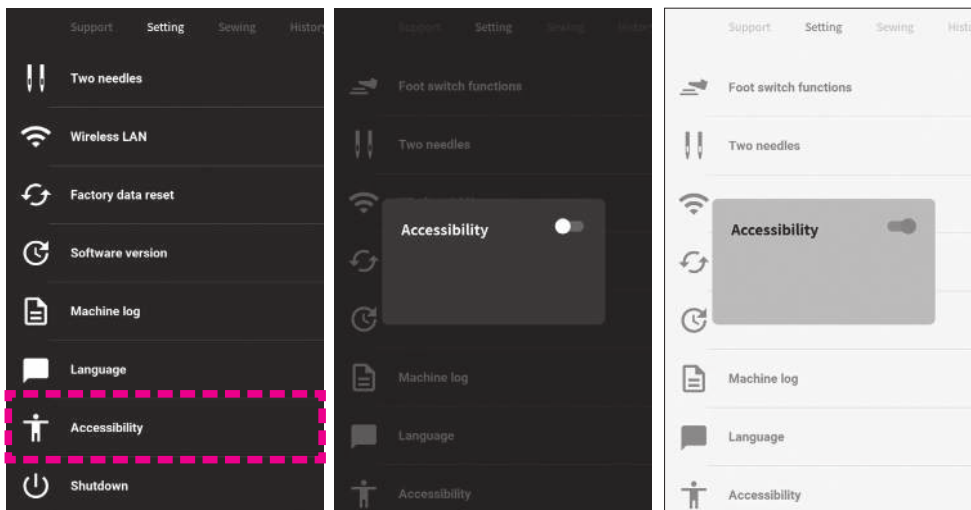 Support Setting Sewing History
Two needles
Wireless LAN
Factory data reset
Software version
Machine log
Language
Accessibility
Shutdown
Support Setting Sewing Histor
Foot switch functions
Two needles
Accessibility
Machine log
Language
Accessibility
Support Setting Sewing Histo
Foot switch functions
Two needles
Accessibility
Machine log
Language
Accessibility